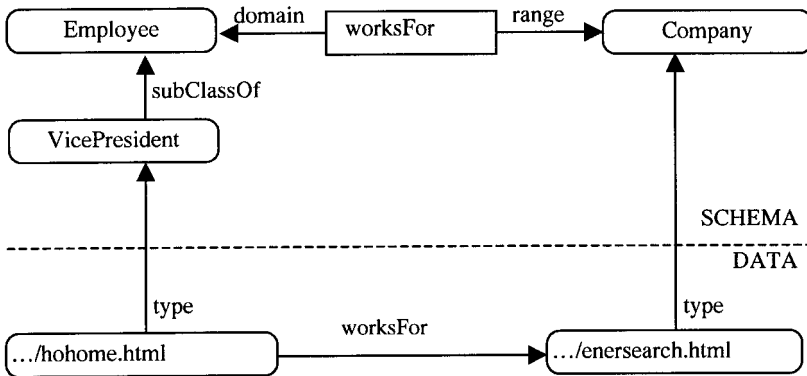 Employee
domain
worksFor
range
Company
subClassOf
VicePresident
SCHEMA
DATA
type
worksFor
type
…/hohome.html
…/enersearch.html